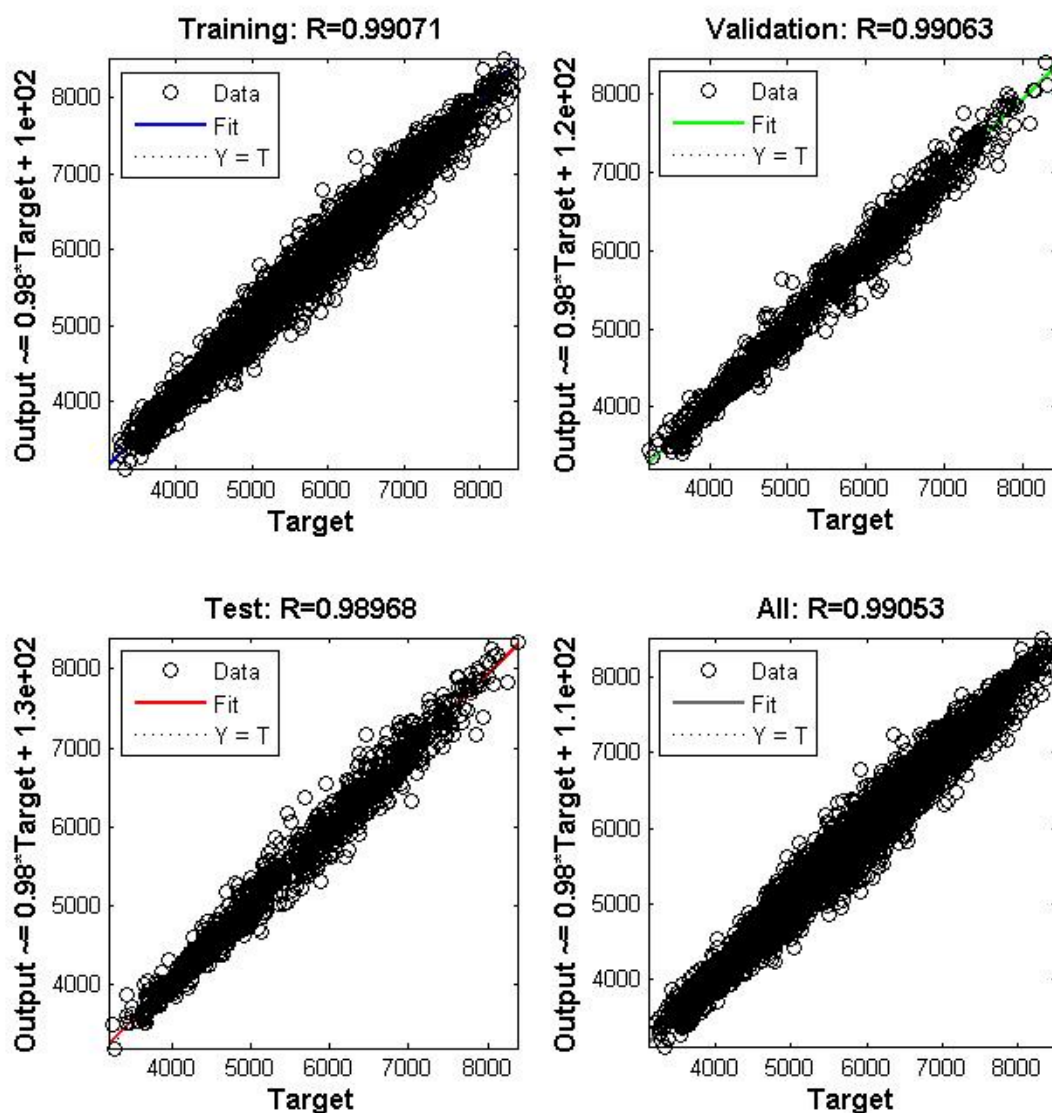 Training: R=0.99071
Output ~= 0.98*Target + 1e+02
8000
7000
6000
5000
4000
Data
Fit
Y = T
4000 5000 6000 7000 8000
Target
Validation: R=0.99063
Output ~= 0.98*Target + 1.2e+02
8000
7000
6000
5000
4000
Data
Fit
Y = T
4000 5000 6000 7000 8000
Target
Test: R=0.98968
Output ~= 0.98*Target + 1.3e+02
8000
7000
6000
5000
4000
Data
Fit
Y = T
4000 5000 6000 7000 8000
Target
All: R=0.99053
Output ~= 0.98*Target + 1.1e+02
8000
7000
6000
5000
4000
Data
Fit
Y = T
4000 5000 6000 7000 8000
Target